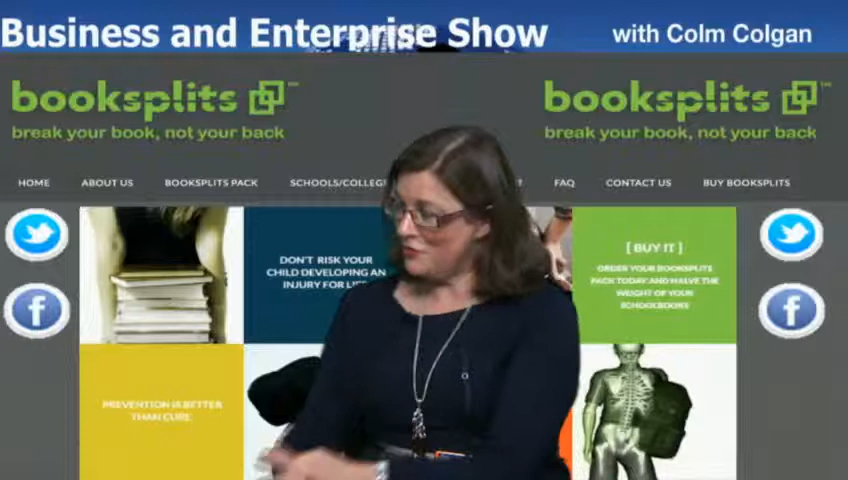 Business and Enterprise Show
with Colm Colgan
booksplits
break your book, not your back
booksplits
break your book, not your back
HOME ABOUT US BOOKSPLITS PACK FAQ CONTACT US BUY BOOKSPLITS
DON'T RISK YOUR
CHILD DEVELOPING AN
INJURY FOR
[ BUY IT ]
ORDER YOUR BOOKSPLITS
PACK TODAY AND HALVE THE
WEIGHT OF YOUR
SCHOOLBOOKS
PREVENTION IS BETTER
THAN CURE